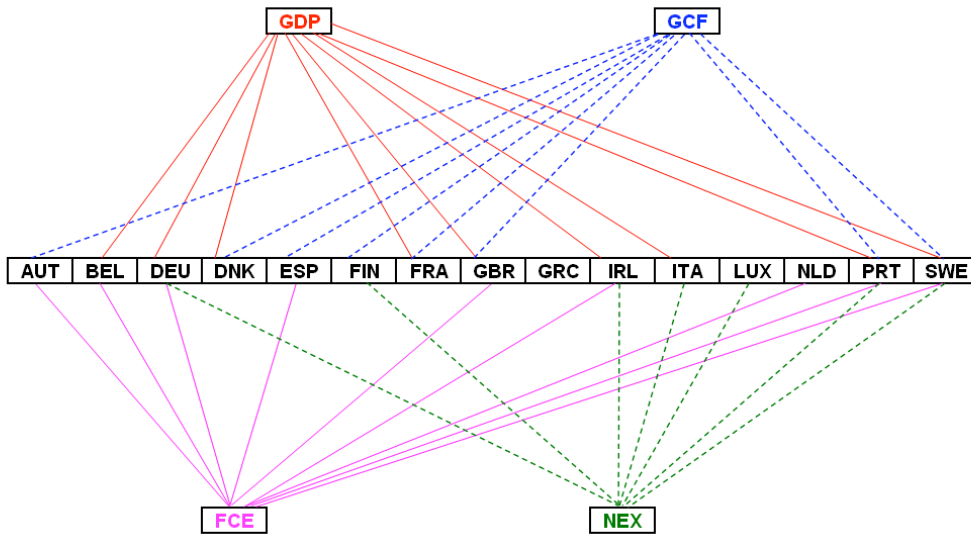 GDP GCF
AUT BEL DEU DNK ESP FIN FRA GBR GRC IRL ITA LUX NLD PRT SWE
FCE NEX